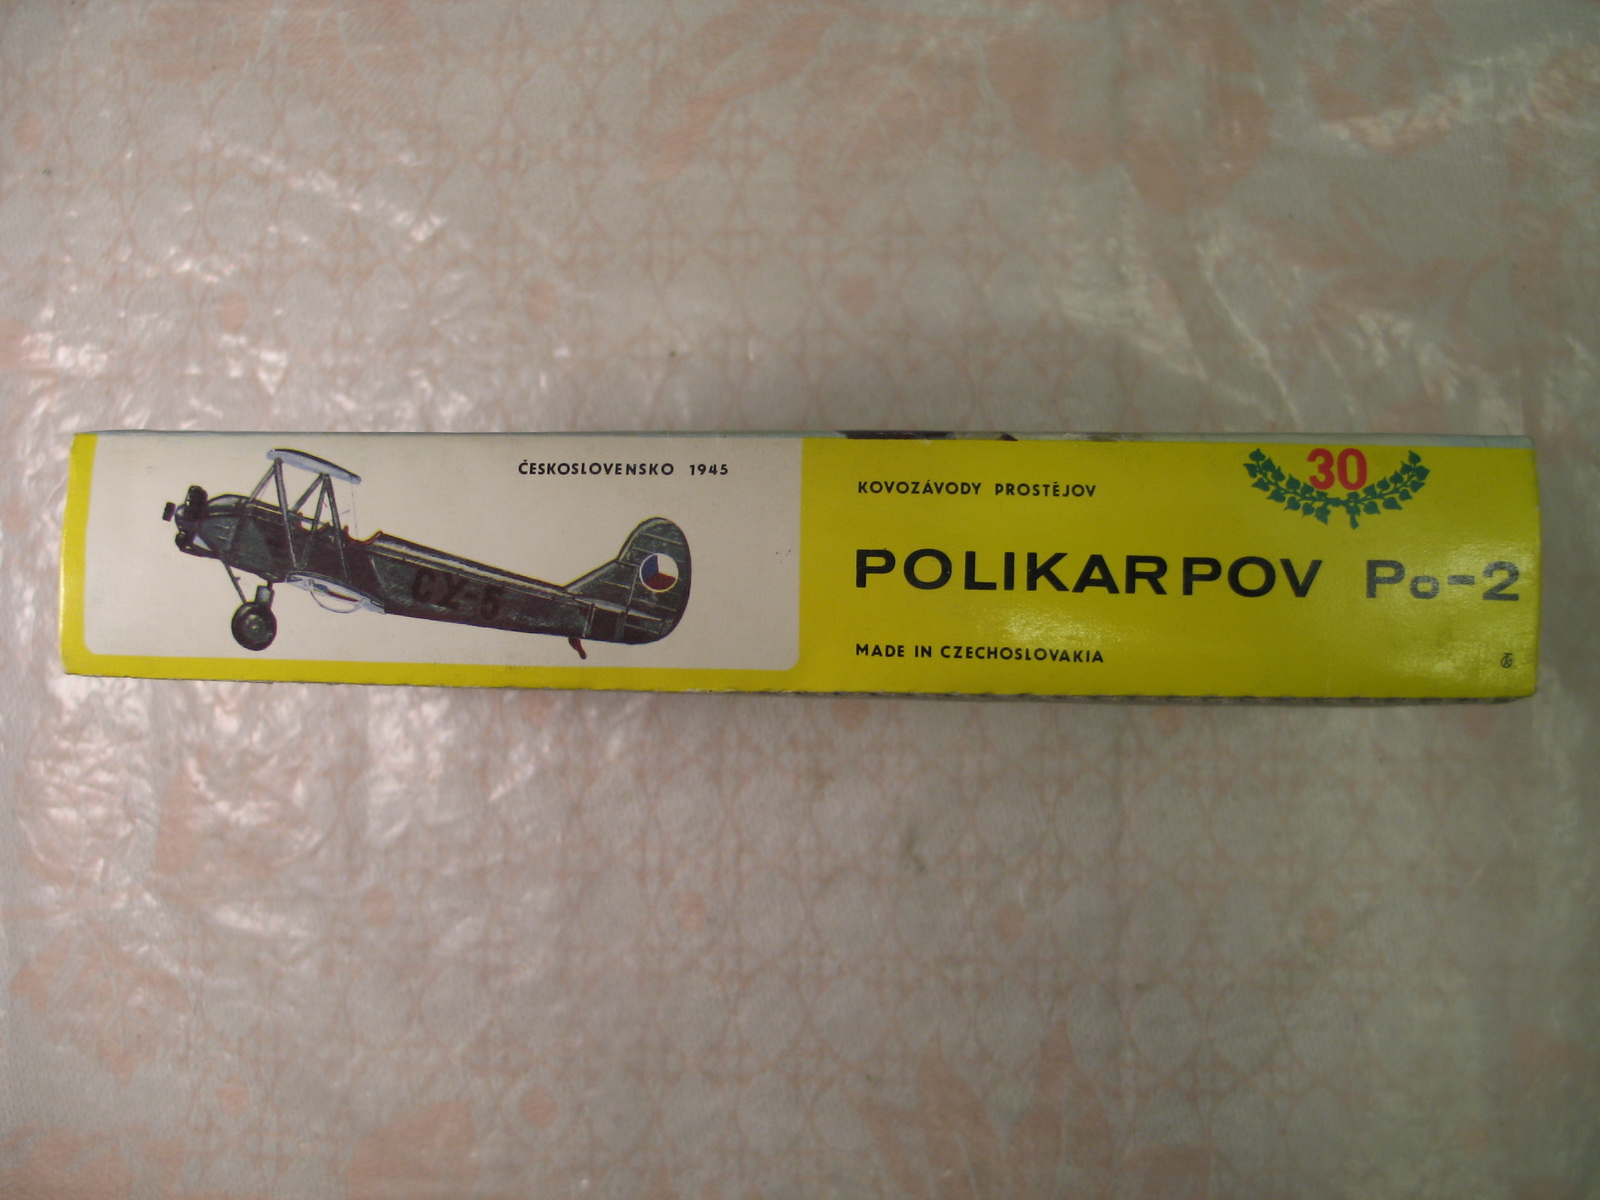 ČESKOSLOVENSKO 1945
CY-5
KOVOZÁVODY PROSTĚJOV
30
POLIKARPOV Po-2
MADE IN CZECHOSLOVAKIA